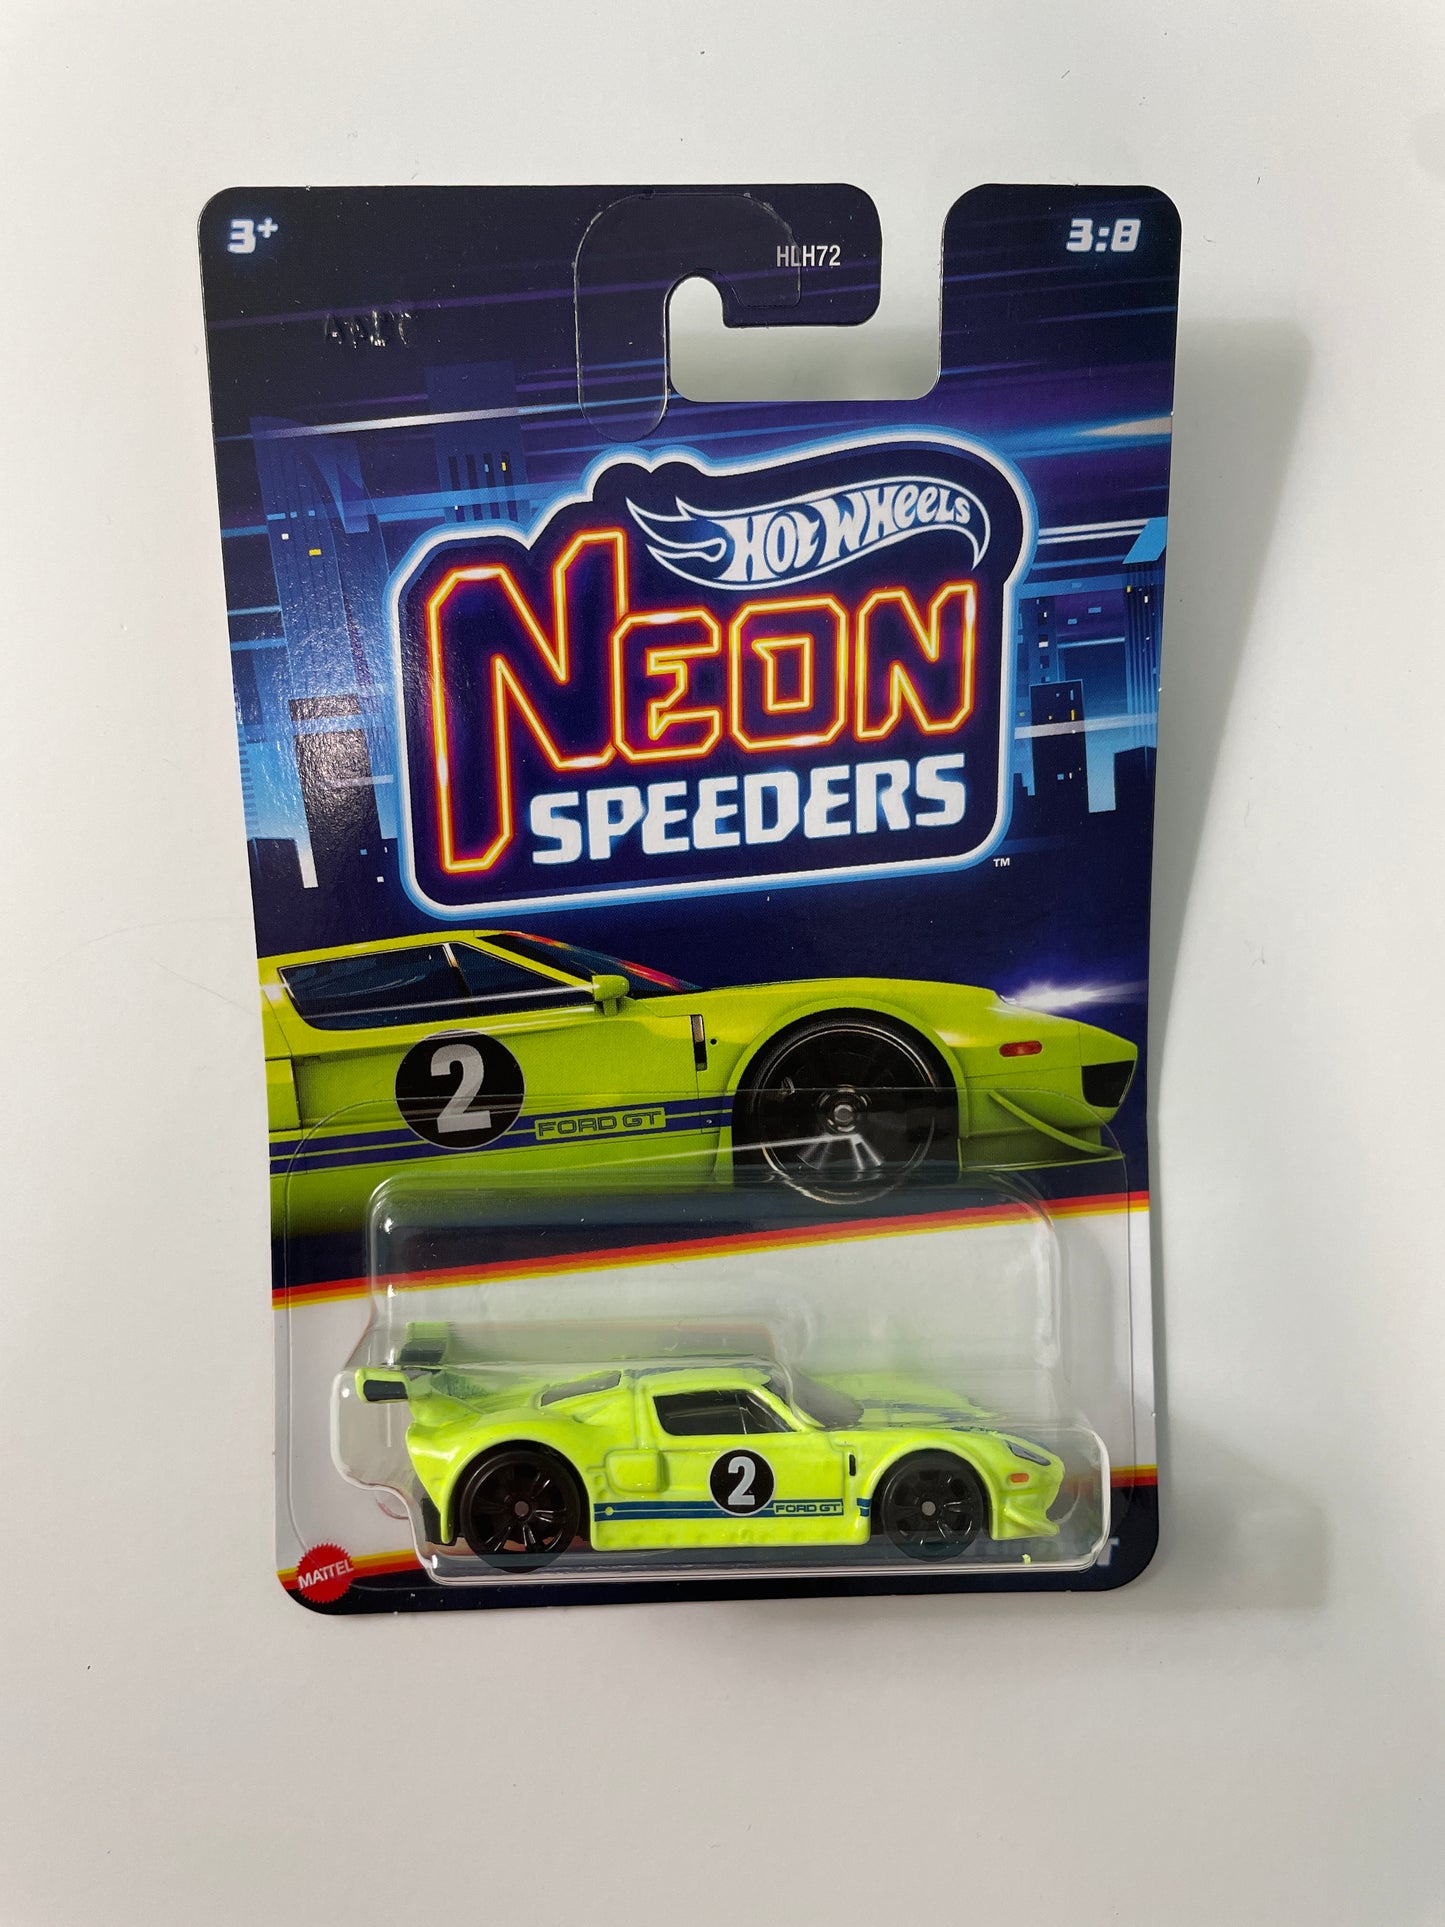 3+
HLH72
3:8
Hot Wheels
NEON
SPEEDERS
TM
2
FORD GT
2
FORD GT
MATTEL